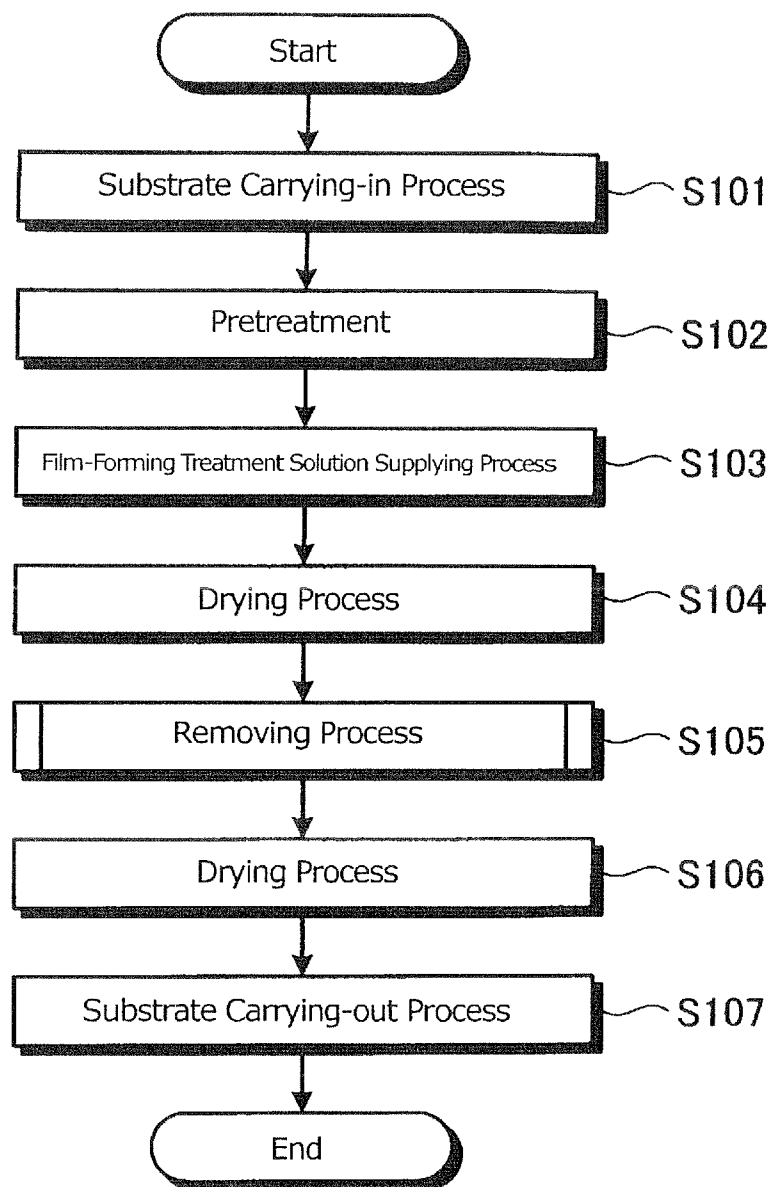 Start
Substrate Carrying-in Process
S101
Pretreatment
S102
Film-Forming Treatment Solution Supplying Process
S103
Drying Process
S104
Removing Process
S105
Drying Process
S106
Substrate Carrying-out Process
S107
End